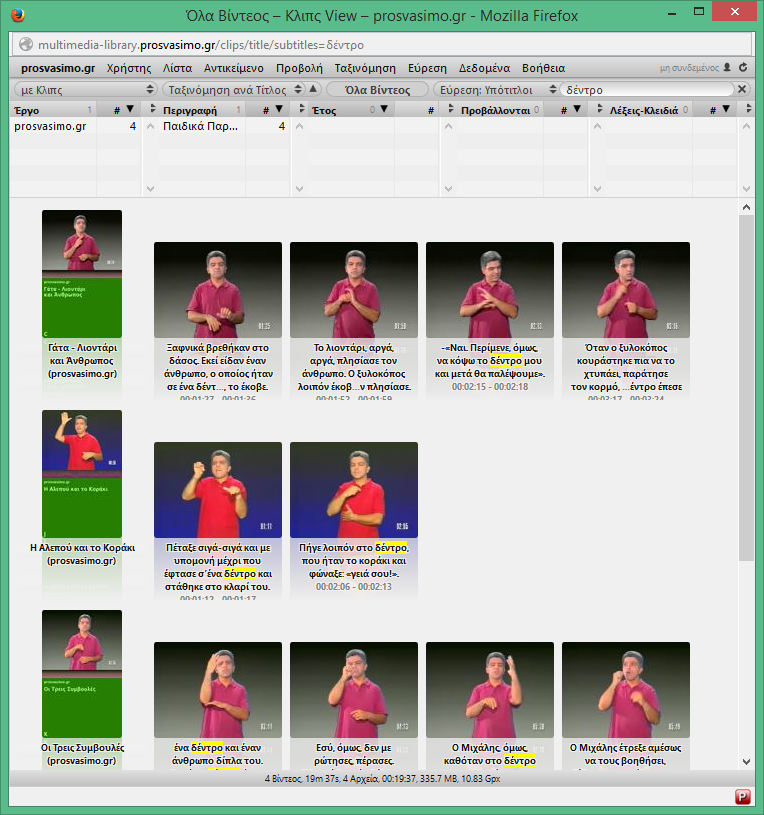 Όλα Βίντεος – Κλιπς View – prosvasimo.gr - Mozilla Firefox
multimedia-library.prosvasimo.gr/clips/title/subtitles=δέντρο
prosvasimo.gr Χρήστης Λίστα Αντικείμενο Προβολή Ταξινόμηση Εύρεση Δεδομένα Βοήθεια μη συνδεμένος
με Κλιπς Ταξινόμηση ανά Τίτλος Όλα Βίντεος Εύρεση: Υπότιτλοι δέντρο
Έργο 1 # Περιγραφή 1 # Έτος 0 # Προβάλλονται 0 # Λέξεις-Κλειδιά 0 #
prosvasimo.gr 4 Παιδικά Παρ... 4
prosvasimo.gr
Γάτα - Λιοντάρι
και Άνθρωπος
Γάτα - Λιοντάρι
και Άνθρωπος
(prosvasimo.gr)
Ξαφνικά βρεθήκαν στο
δάσος. Εκεί είδαν έναν
άνθρωπο, ο οποίος ήταν
σε ένα δέντ..., το έκοβε.
00:01:27 - 00:01:36
Το λιοντάρι, αργά,
αργά, πλησίασε τον
άνθρωπο. Ο ξυλοκόπος
λοιπόν έκοβ...ν πλησίασε.
00:01:52 - 00:01:59
-«Ναι. Περίμενε, όμως,
να κόψω το δέντρο μου
και μετά θα παλέψουμε».
00:02:15 - 00:02:18
Όταν ο ξυλοκόπος
κουράστηκε πια να το
χτυπάει, παράτησε
τον κορμό, ...έντρο έπεσε
00:03:17 - 00:03:24
prosvasimo.gr
Η Αλεπού και το Κοράκι
Η Αλεπού και το Κοράκι
(prosvasimo.gr)
01:11
Πέταξε σιγά-σιγά και με
υπομονή μέχρι που
έφτασε σ΄ένα δέντρο και
στάθηκε στο κλαρί του.
00:01:12 - 00:01:17
02:05
Πήγε λοιπόν στο δέντρο,
που ήταν το κοράκι και
φώναξε: «γειά σου!».
00:02:06 - 00:02:13
prosvasimo.gr
Οι Τρεις Συμβουλές
Οι Τρεις Συμβουλές
(prosvasimo.gr)
ένα δέντρο και έναν
άνθρωπο δίπλα του.
Εσύ, όμως, δεν με
ρώτησες, πέρασες.
Ο Μιχάλης, όμως,
καθόταν στο δέντρο
Ο Μιχάλης έτρεξε αμέσως
να τους βοηθήσει,
4 Βίντεος, 19m 37s, 4 Αρχεία, 00:19:37, 335.7 MB, 10.83 Gpx